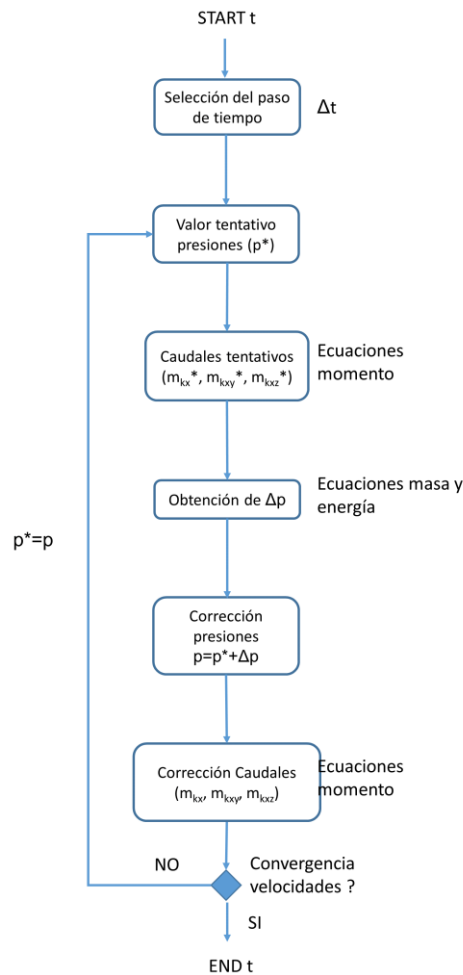 START t
Selección del paso
de tiempo
Δt
Valor tentativo
presiones (p*)
Caudales tentativos
(mkx*, mkxy*, mkxz*)
Ecuaciones
momento
Obtención de Δp
Ecuaciones masa y
energía
p*=p
Corrección
presiones
p=p*+Δp
Corrección Caudales
(mkx, mkxy, mkxz)
Ecuaciones
momento
NO
Convergencia
velocidades ?
SI
END t